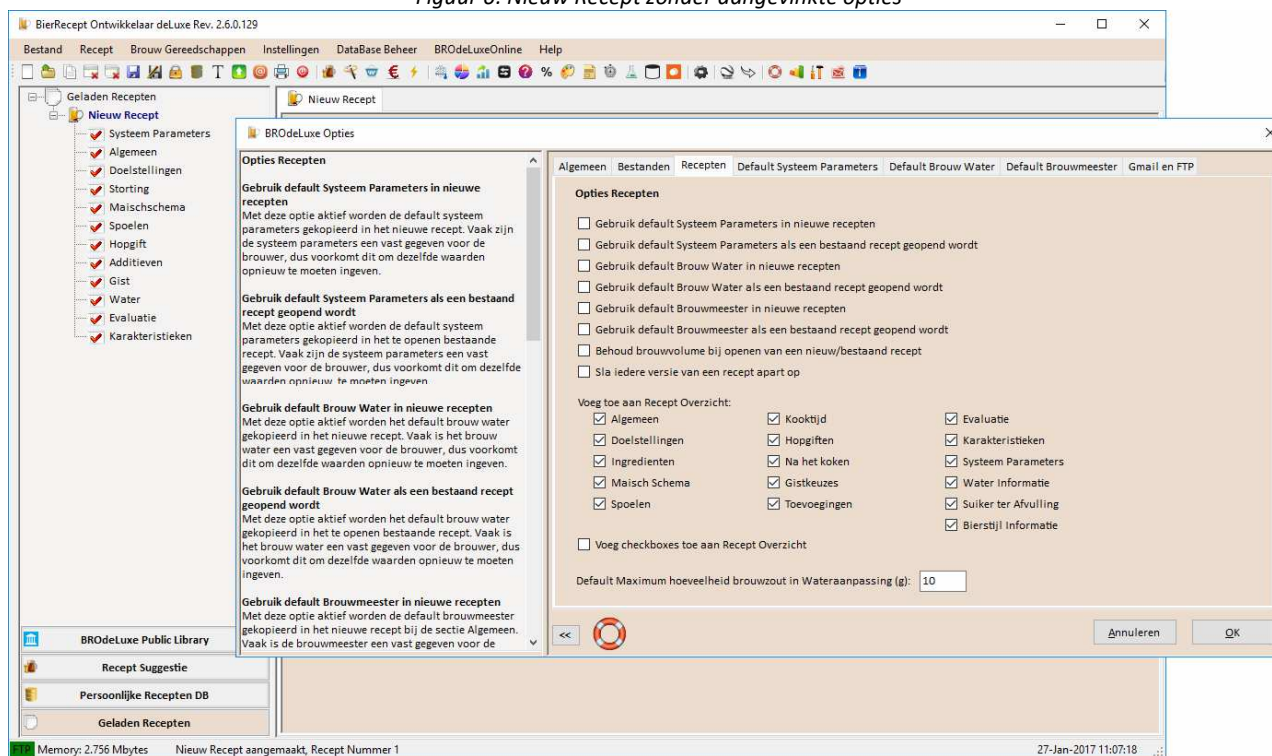 Figuur 6: Nieuw Recept zonder aangevinkte opties
BierRecept Ontwikkelaar deLuxe Rev. 2.6.0.129
Bestand Recept Brouw Gereedschappen Instellingen DataBase Beheer BROdeLuxeOnline Help
Geladen Recepten
Nieuw Recept
Systeem Parameters
Algemeen
Doelstellingen
Storting
Maischschema
Spoelen
Hopgift
Additieven
Gist
Water
Evaluatie
Karakteristieken
BROdeLuxe Public Library
Recept Suggestie
Persoonlijke Recepten DB
Geladen Recepten
Nieuw Recept
BROdeLuxe Opties
Opties Recepten
Gebruik default Systeem Parameters in nieuwe
recepten
Met deze optie aktief worden de default systeem
parameters gekopieerd in het nieuwe recept. Vaak zijn
de systeem parameters een vast gegeven voor de
brouwer, dus voorkomt dit om dezelfde waarden
opnieuw te moeten ingeven.
Gebruik default Systeem Parameters als een bestaand
recept geopend wordt
Met deze optie aktief worden de default systeem
parameters gekopieerd in het te openen bestaande
recept. Vaak zijn de systeem parameters een vast
gegeven voor de brouwer, dus voorkomt dit om dezelfde
waarden opnieuw te moeten ingeven.
Gebruik default Brouw Water in nieuwe recepten
Met deze optie aktief worden het default brouw water
gekopieerd in het nieuwe recept. Vaak is het brouw
water een vast gegeven voor de brouwer, dus voorkomt
dit om dezelfde waarden opnieuw te moeten ingeven.
Gebruik default Brouw Water als een bestaand recept
geopend wordt
Met deze optie aktief worden het default brouw water
gekopieerd in het te openen bestaande recept. Vaak is
het brouw water een vast gegeven voor de brouwer, dus
voorkomt dit om dezelfde waarden opnieuw te moeten
ingeven.
Gebruik default Brouwmeester in nieuwe recepten
Met deze optie aktief worden de default brouwmeester
gekopieerd in het nieuwe recept bij de sectie Algemeen.
Vaak is de brouwmeester een vast gegeven voor de
Algemeen Bestanden Recepten Default Systeem Parameters Default Brouw Water Default Brouwmeester Gmail en FTP
Opties Recepten
Gebruik default Systeem Parameters in nieuwe recepten
Gebruik default Systeem Parameters als een bestaand recept geopend wordt
Gebruik default Brouw Water in nieuwe recepten
Gebruik default Brouw Water als een bestaand recept geopend wordt
Gebruik default Brouwmeester in nieuwe recepten
Gebruik default Brouwmeester als een bestaand recept geopend wordt
Behoud brouwvolume bij openen van een nieuw/bestaand recept
Sla iedere versie van een recept apart op
Voeg toe aan Recept Overzicht:
Algemeen Kooktijd Evaluatie
Doelstellingen Hopgiften Karakteristieken
Ingredienten Na het koken Systeem Parameters
Maisch Schema Gistkeuzes Water Informatie
Spoelen Toevoegingen Suiker ter Afvulling
Bierstijl Informatie
Voeg checkboxes toe aan Recept Overzicht
Default Maximum hoeveelheid brouwzout in Wateraanpassing (g): 10
<< Annuleren OK
FTP Memory: 2.756 Mbytes Nieuw Recept aangemaakt, Recept Nummer 1 27-Jan-2017 11:07:18